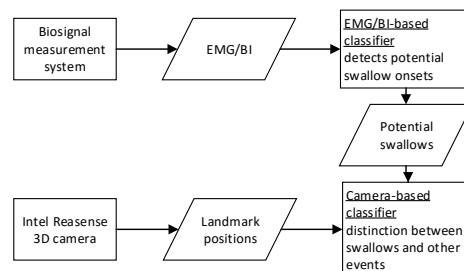 Biosignal
measurement
system
EMG/BI
EMG/BI-based
classifier
detects potential
swallow onsets
Potential
swallows
Intel Reasense
3D camera
Landmark
positions
Camera-based
classifier
distinction between
swallows and other
events